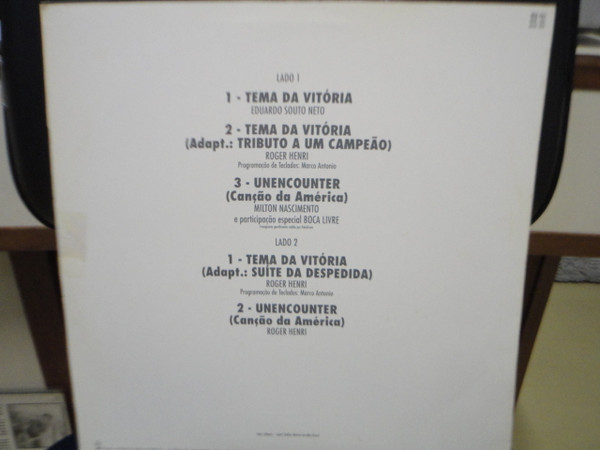 LADO 1
1 - TEMA DA VITÓRIA
EDUARDO SOUTO NETO
2 - TEMA DA VITÓRIA
(Adapt.: TRIBUTO A UM CAMPEÃO)
ROGER HENRI
Programação de Teclados: Marco Antonio
3 - UNENCOUNTER
(Canção da América)
MILTON NASCIMENTO
e participação especial BOCA LIVRE
LADO 2
1 - TEMA DA VITÓRIA
(Adapt.: SUÍTE DA DESPEDIDA)
ROGER HENRI
Programação de Teclados: Marco Antonio
2 - UNENCOUNTER
(Canção da América)
ROGER HENRI